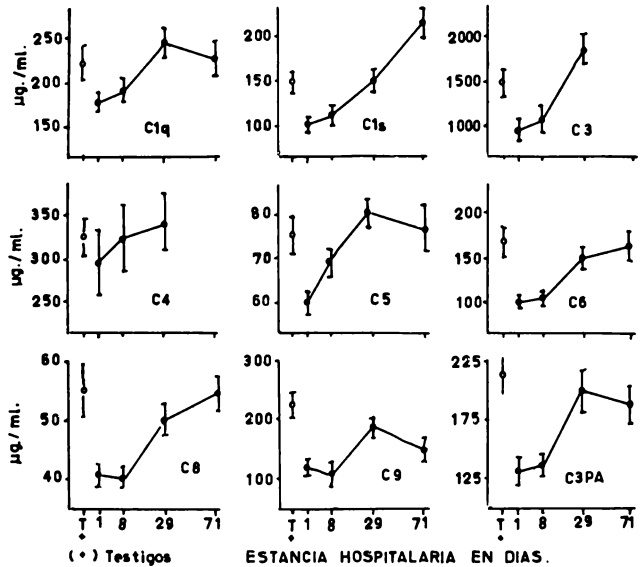 250 200 2000
µg./ml. 200 150 1500
150 C1q 100 C1s 1000 C3
350 80 150
µg./ml. 300 70
250 C4 60 C5 100 C6
60 300 225
µg./ml. 50 200 175
40 C8 100 C9 125 C3PA
T 1 8 29 71 T 1 8 29 71 T 1 8 29 71
+ + +
(+) Testigos ESTANCIA HOSPITALARIA EN DIAS.